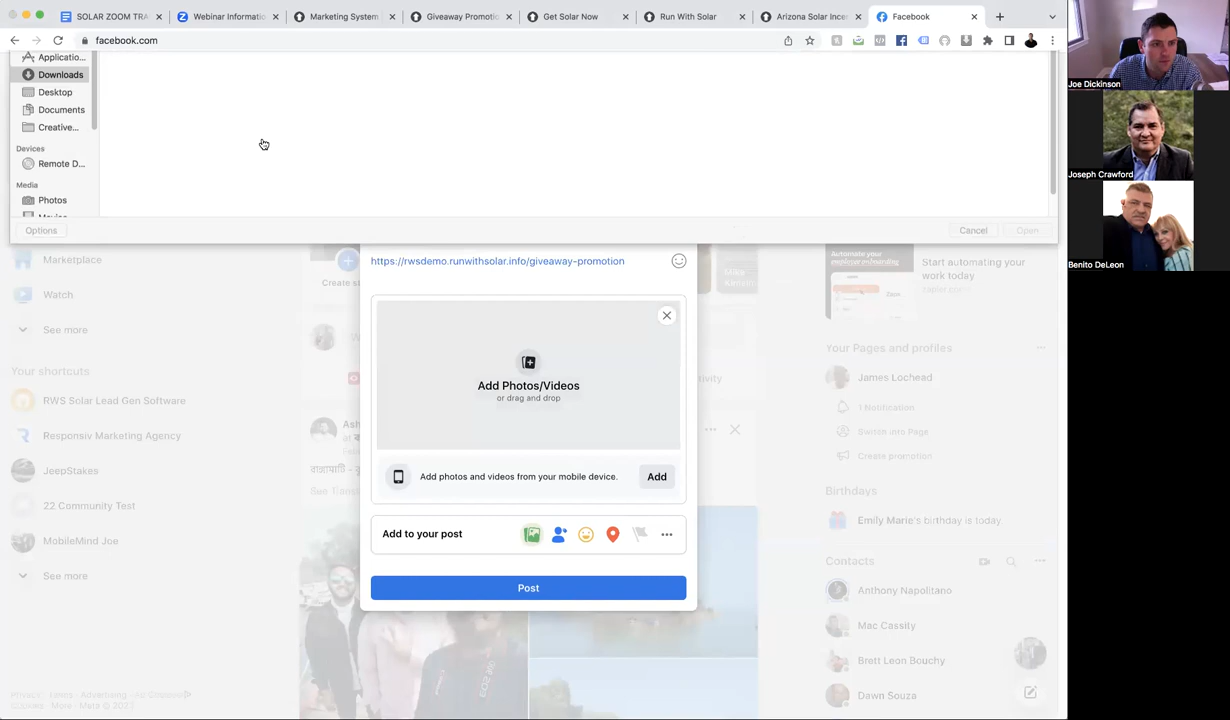 SOLAR ZOOM TRA
Webinar Informatio
Marketing System
Giveaway Promotio
Get Solar Now
Run With Solar
Arizona Solar Ince
Facebook
facebook.com
Applicatio...
Downloads
Desktop
Documents
Creative...
Devices
Remote D...
Media
Photos
Movies
Options
Cancel
Open
Joe Dickinson
Joseph Crawford
Benito DeLeon
Marketplace
Watch
See more
Your shortcuts
RWS Solar Lead Gen Software
Responsiv Marketing Agency
JeepStakes
22 Community Test
MobileMind Joe
See more
Create st
https://rwsdemo.runwithsolar.info/giveaway-promotion
Add Photos/Videos
or drag and drop
Add photos and videos from your mobile device.
Add
Add to your post
Post
Start automating your
work today
Your Pages and profiles
James Lochead
1 Notification
Switch into Page
Create promotion
Birthdays
Emily Marie's birthday is today.
Contacts
Anthony Napolitano
Mac Cassity
Brett Leon Bouchy
Dawn Souza